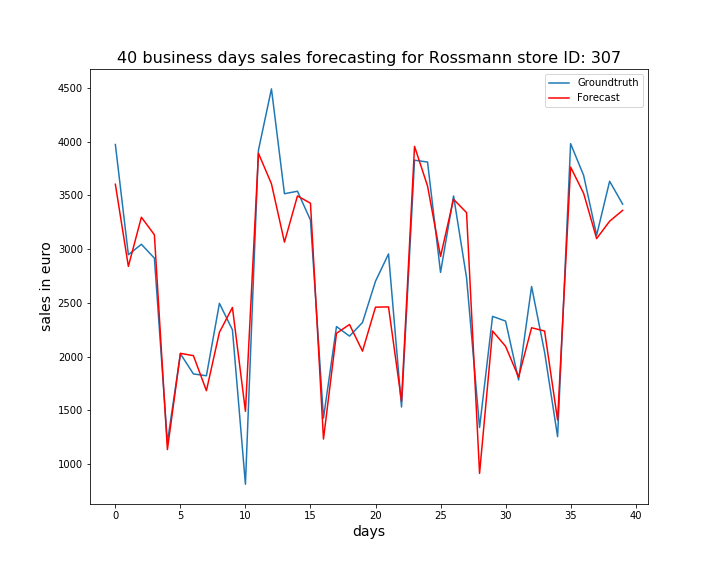 40 business days sales forecasting for Rossmann store ID: 307
Groundtruth
Forecast
sales in euro
4500
4000
3500
3000
2500
2000
1500
1000
0 5 10 15 20 25 30 35 40
days